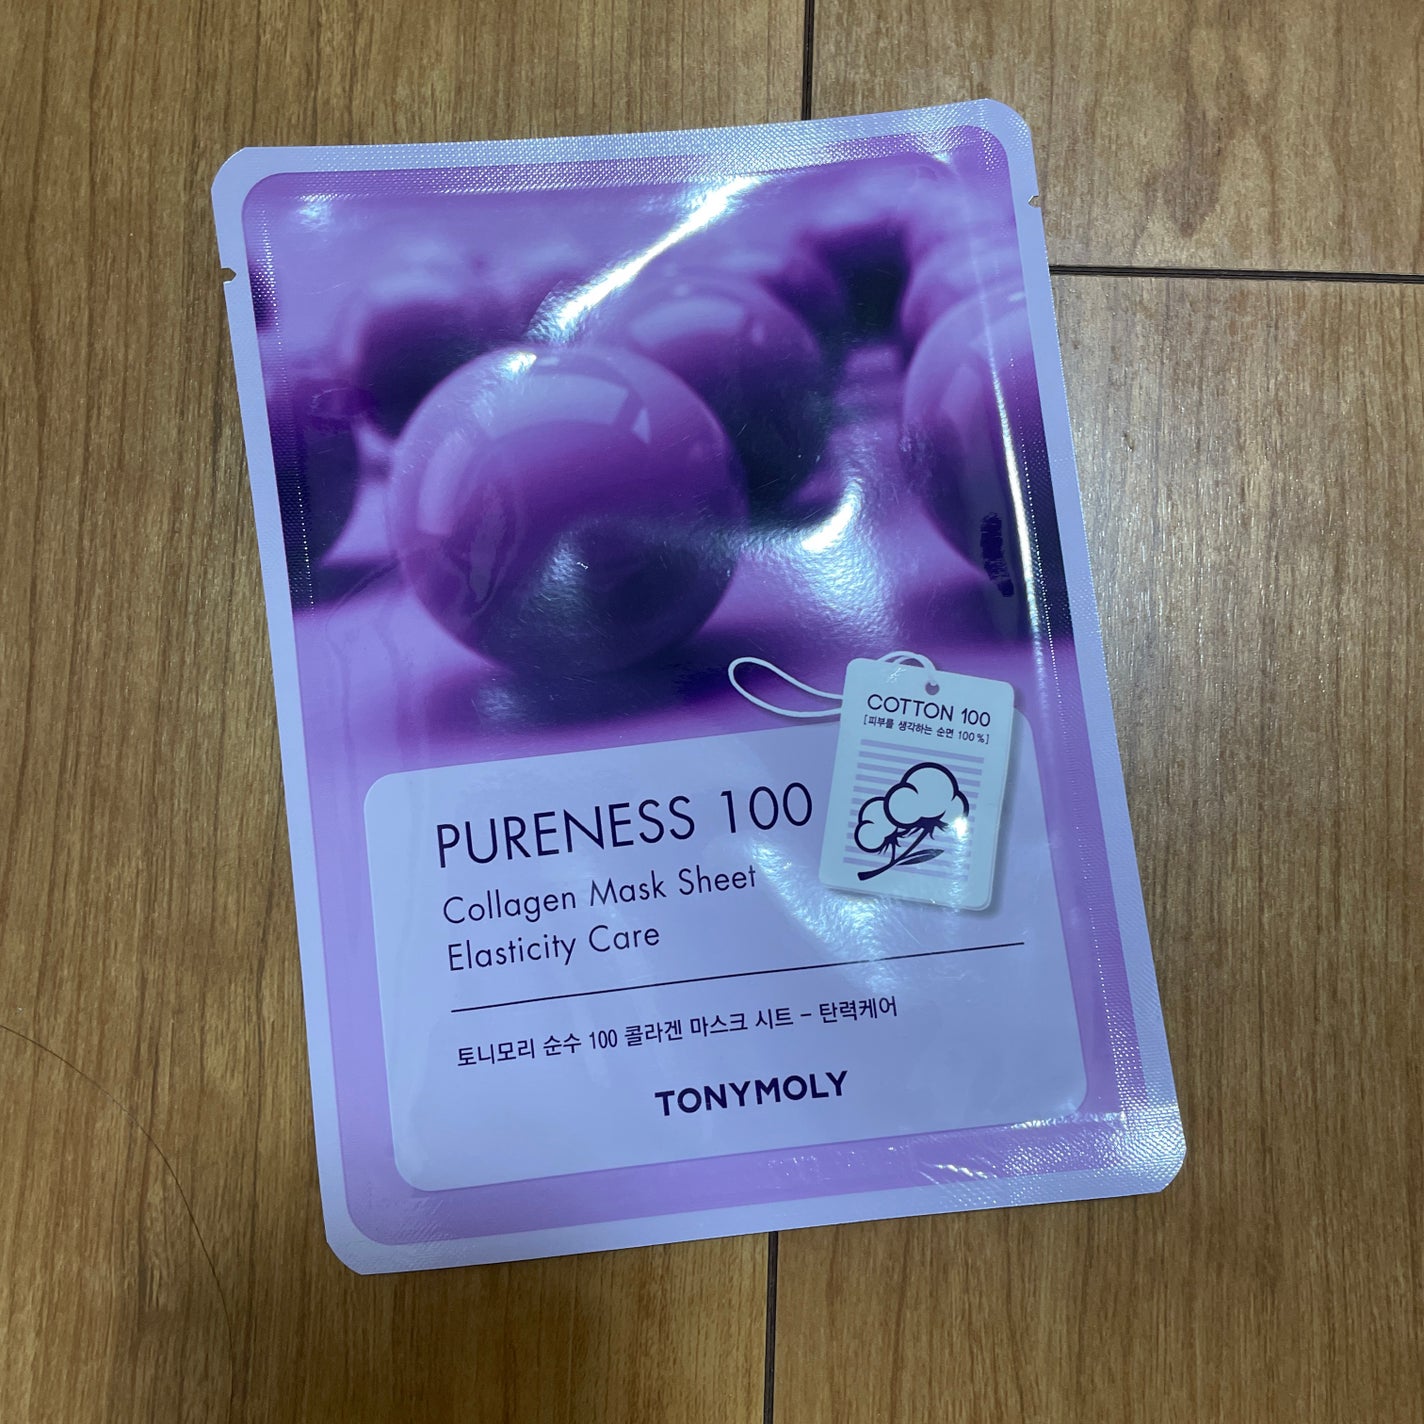 COTTON 100
[피부를 생각하는 순면 100%]
PURENESS 100
Collagen Mask Sheet
Elasticity Care
토니모리 순수 100 콜라겐 마스크 시트 - 탄력케어
TONYMOLY